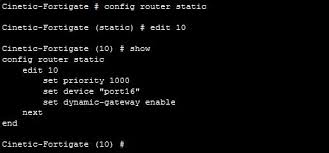 Cinetic-Fortigate # config router static
Cinetic-Fortigate (static) # edit 10
Cinetic-Fortigate (10) # show
config router static
    edit 10
        set priority 1000
        set device "port16"
        set dynamic-gateway enable
    next
end
Cinetic-Fortigate (10) #